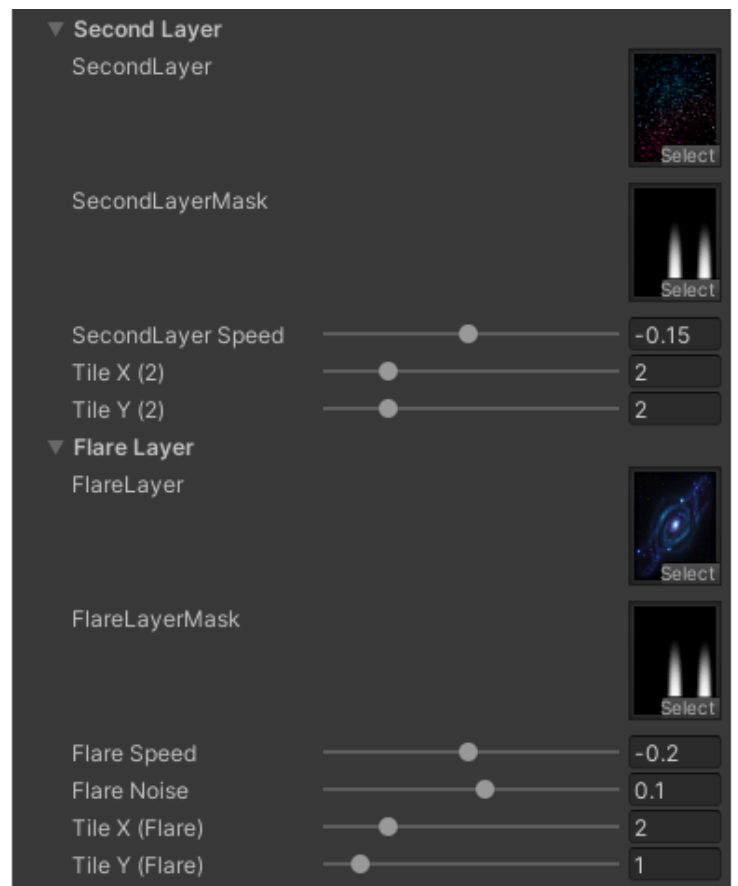 Second Layer
SecondLayer
Select
SecondLayerMask
Select
SecondLayer Speed -0.15
Tile X (2) 2
Tile Y (2) 2
Flare Layer
FlareLayer
Select
FlareLayerMask
Select
Flare Speed -0.2
Flare Noise 0.1
Tile X (Flare) 2
Tile Y (Flare) 1